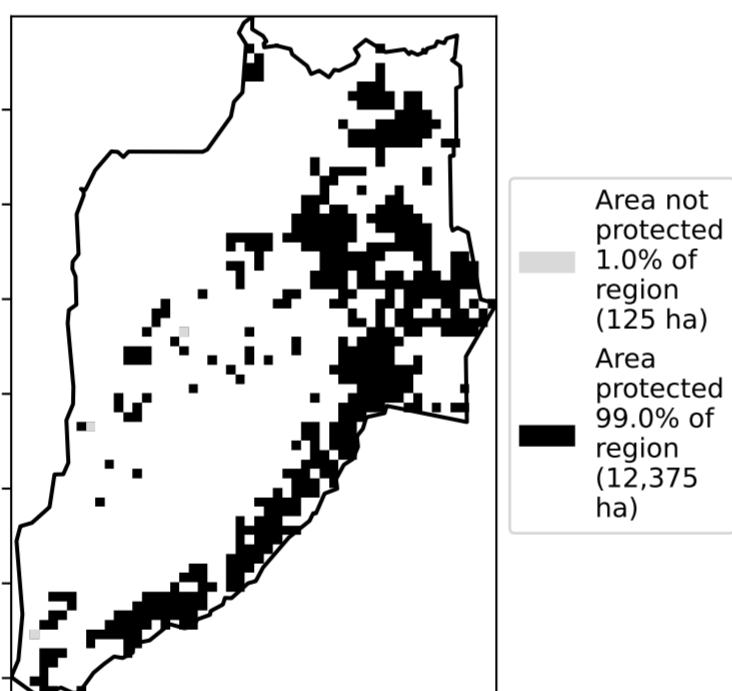 Area not
protected
1.0% of
region
(125 ha)
Area
protected
99.0% of
region
(12,375
ha)